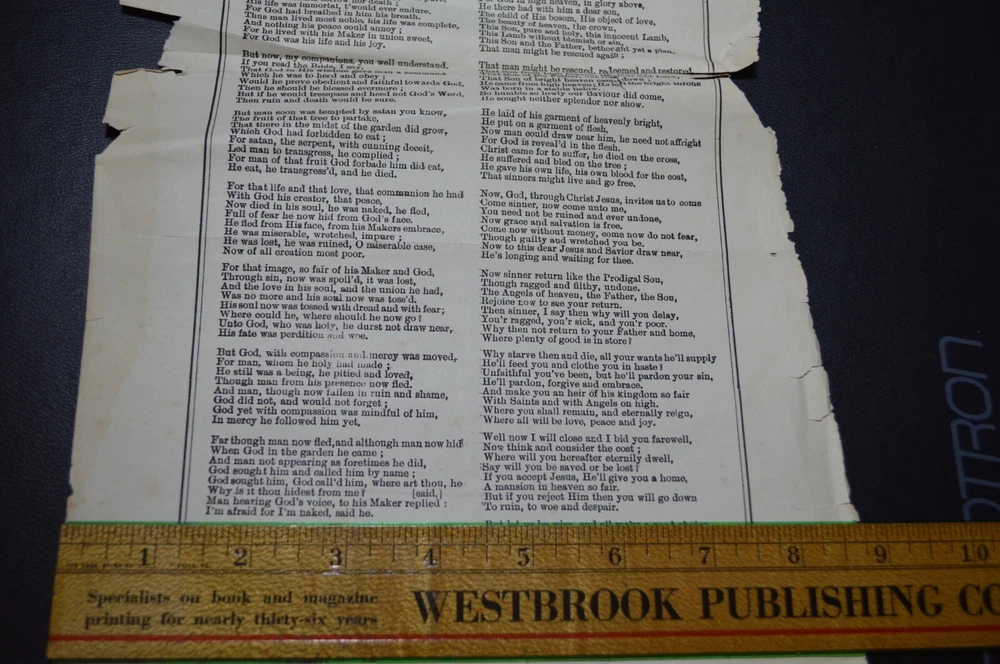 His life was immortal, t'would ever endure.
For God had breathed in him his breath.
Thus man lived most noble, his life was complete,
And nothing his peace could annoy;
For he lived with his Maker in union sweet,
For God was his life and his joy.
But now, my companions, you well understand.
If you read the Bible, I say,
Which he was to heed and obey;
Would he prove obedient and faithful towards God,
Then he should be blessed evermore;
But if he would tresspass and heed not God's Word.
Then ruin and death would be sure.
But man soon was tempted by satan you know,
The fruit of that tree to partake,
That there in the midst of the garden did grow,
Which God had forbidden to eat;
For satan, the serpent, with cunning deceit,
Led man to transgress, he complied;
For man of that fruit God forbade him did eat,
He eat, he transgress'd, and he died.
For that life and that love, that communion he had
With God his creator, that peace,
Now died in his soul, he was naked, he fled,
Full of fear he now hid from God's face.
He fled from His face, from his Makers embrace,
He was miserable, wretched, impure;
He was lost, he was ruined, O miserable case,
Now of all creation most poor.
For that image, so fair of his Maker and God,
Through sin, now was spoil'd, it was lost,
And the love in his soul, and the union he had,
Was no more and his soul now was toss'd.
His soul now was tossed with dread and with fear;
Where could he, where should he now go?
Unto God, who was holy, he durst not draw near,
His fate was perdition and woe.
But God, with compassion and mercy was moved,
For man, whom he holy had made;
He still was a being, he pitied and loved,
Though man from his presence now fled.
And man, though now fallen in ruin and shame,
God did not, and would not forget;
God yet with compassion was mindful of him,
In mercy he followed him yet,
Far though man now fled, and although man now hid
When God in the garden he came;
And man not appearing as foretimes he did,
God sought him and called him by name;
God sought him, God call'd him, where art thou, he
Why is it thou hidest from me? [said,]
Man hearing God's voice, to his Maker replied:
I'm afraid for I'm naked, said he.
in high heaven, in glory above,
He there had with him a dear son,
The child of His bosom, His object of love,
The beauty of heaven, the crown,
This Son, pure and holy, this innocent Lamb,
This Lamb without blemish or sin,
This Son and the Father, bethought yet a plan,
That man might be rescued again;
That man might be rescued, redeemed and restored
That Son of bright heaven came down;
Was born in a stable below.
So humble so lowly our Saviour did come,
He sought neither splendor nor show.
He laid of his garment of heavenly bright,
He put on a garment of flesh,
Now man could draw near him, he need not affright
For God is reveal'd in the flesh.
Christ came for to suffer, he died on the cross,
He suffered and bled on the tree;
He gave his own life, his own blood for the cost,
That sinners might live and go free.
Now, God, through Christ Jesus, invites us to come
Come sinner, now come unto me,
You need not be ruined and ever undone,
Now grace and salvation is free.
Come now without money, come now do not fear,
Though guilty and wretched you be.
Now to this dear Jesus and Savior draw near,
He's longing and waiting for thee.
Now sinner return like the Prodigal Son,
Though ragged and filthy, undone.
The Angels of heaven, the Father, the Son,
Rejoice now to see your return.
Then sinner, I say then why will you delay,
You'r ragged, you'r sick, and you'r poor.
Why then not return to your Father and home,
Where plenty of good is in store?
Why starve then and die, all your wants he'll supply
He'll feed you and clothe you in haste!
Unfaithful you've been, but he'll pardon your sin,
He'll pardon, forgive and embrace.
And make you an heir of his kingdom so fair
With Saints and with Angels on high.
Where you shall remain, and eternally reign,
Where all will be love, peace and joy.
Well now I will close and I bid you farewell,
Now think and consider the cost;
Where will you hereafter eternily dwell,
Say will you be saved or be lost?
If you accept Jesus, He'll give you a home,
A mansion in heaven so fair.
But if you reject Him then you will go down
To ruin, to woe and despair.
1 2 3 4 5 6 7 8 9 10
Specialists on book and magazine
printing for nearly thirty-six years
WESTBROOK PUBLISHING CO
OTTRON